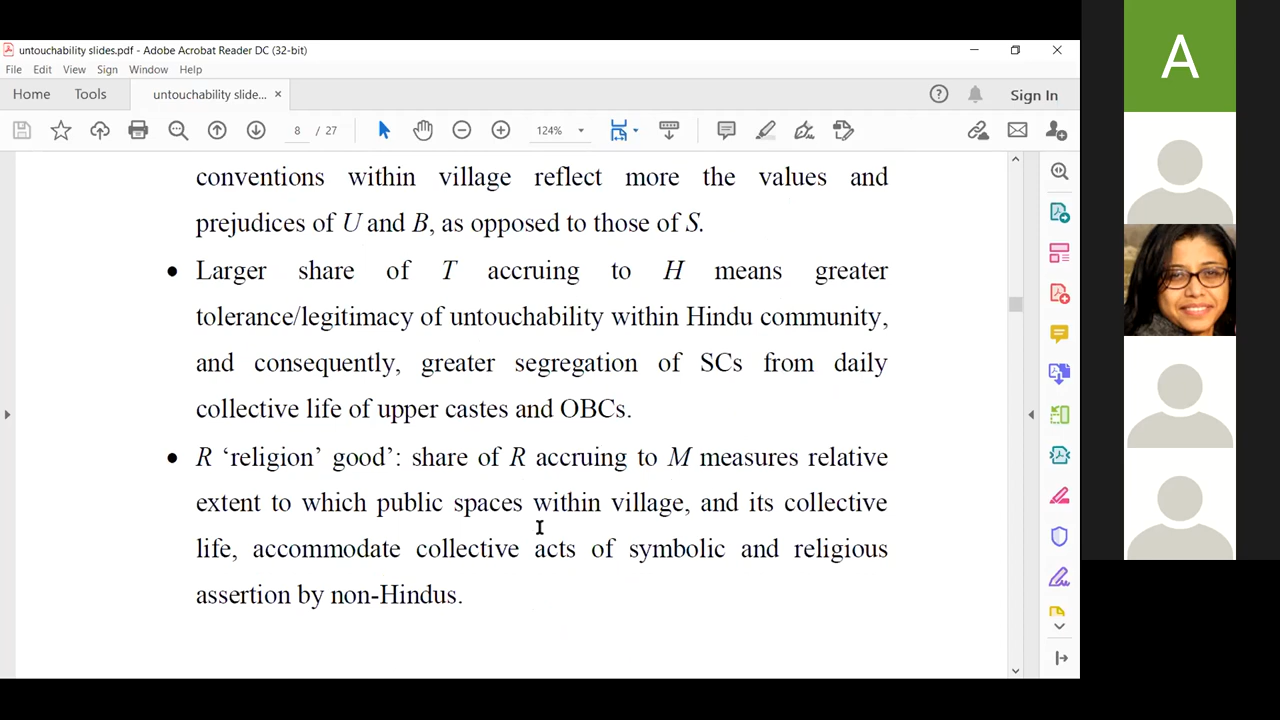 untouchability slides.pdf - Adobe Acrobat Reader DC (32-bit)
File Edit View Sign Window Help
Home Tools untouchability slide... × Sign In
8 / 27 124%
conventions within village reflect more the values and
prejudices of U and B, as opposed to those of S.
• Larger share of T accruing to H means greater
tolerance/legitimacy of untouchability within Hindu community,
and consequently, greater segregation of SCs from daily
collective life of upper castes and OBCs.
• R ‘religion’ good’: share of R accruing to M measures relative
extent to which public spaces within village, and its collective
life, accommodate collective acts of symbolic and religious
assertion by non-Hindus.
A